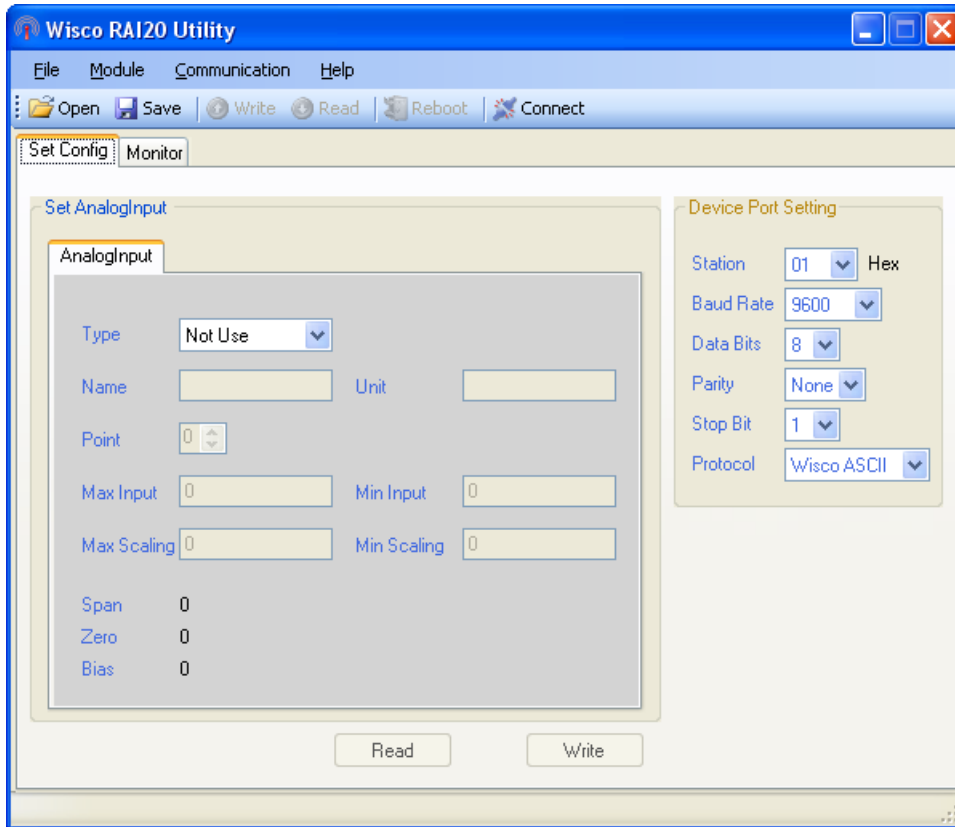 Wisco RAI20 Utility
File Module Communication Help
Open Save Write Read Reboot Connect
Set Config Monitor
Set AnalogInput
AnalogInput
Type Not Use
Name Unit
Point 0
Max Input 0 Min Input 0
Max Scaling 0 Min Scaling 0
Span 0
Zero 0
Bias 0
Read Write
Device Port Setting
Station 01 Hex
Baud Rate 9600
Data Bits 8
Parity None
Stop Bit 1
Protocol Wisco ASCII